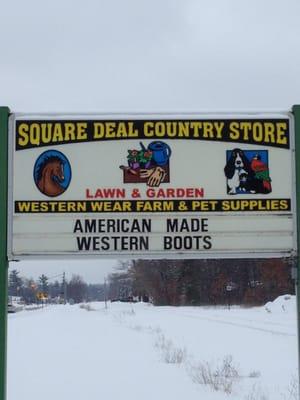 SQUARE DEAL COUNTRY STORE
LAWN & GARDEN
WESTERN WEAR FARM & PET SUPPLIES
AMERICAN MADE
WESTERN BOOTS